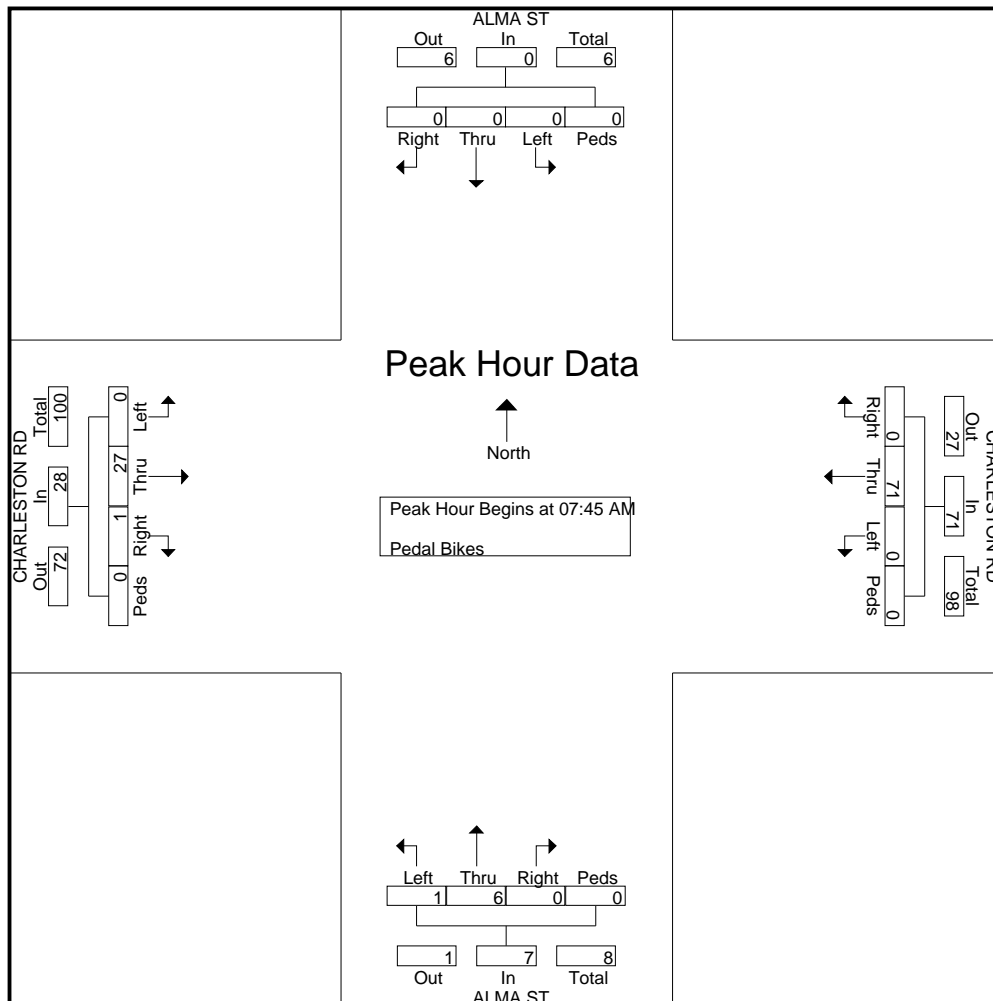 ALMA ST
Out In Total
6 0 6
0 0 0 0
Right Thru Left Peds
Peak Hour Data
North
Peak Hour Begins at 07:45 AM
Pedal Bikes
CHARLESTON RD
Total In Out
100 28 72
0 27 1 0
Left Thru Right Peds
Right Thru Left Peds
0 71 0 0
Out In Total
27 71 98
CHARLESTON RD
Left Thru Right Peds
1 6 0 0
1 7 8
Out In Total
ALMA ST